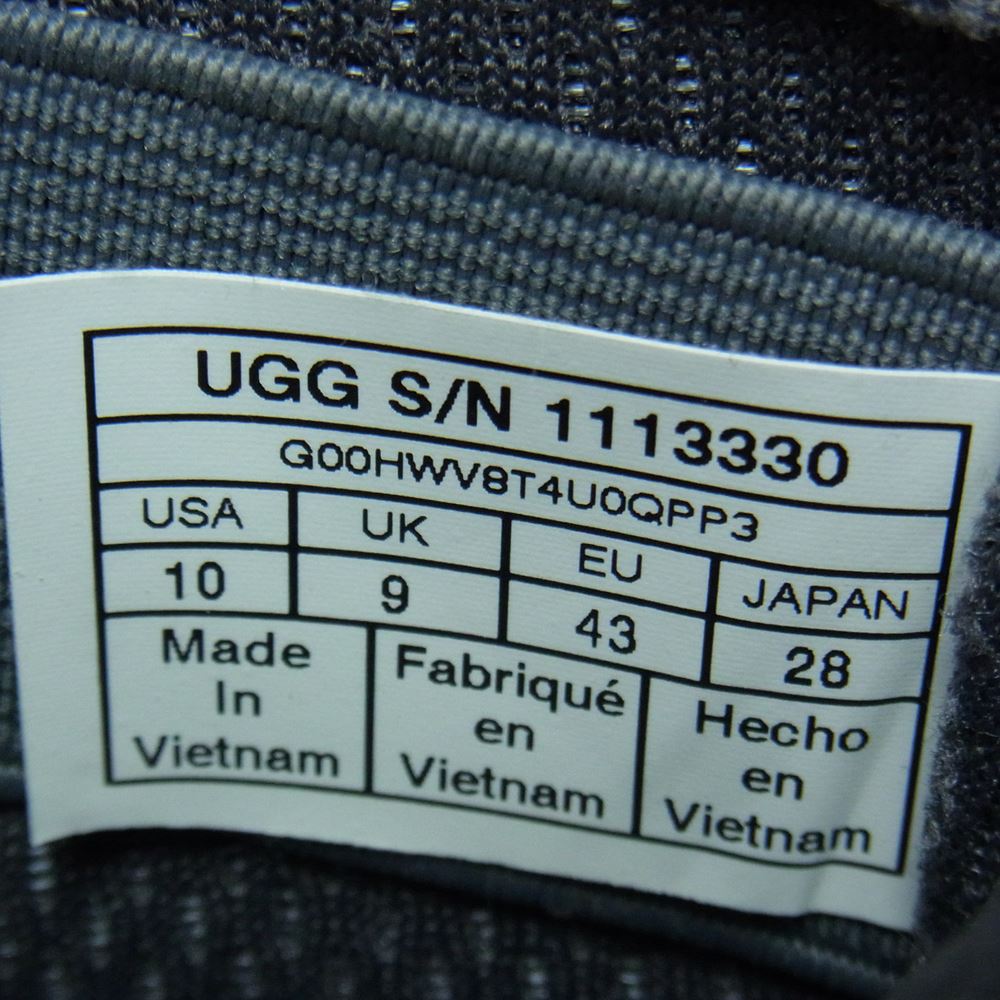 UGG S/N 1113330
G00HWV8T4U0QPP3
USA UK EU JAPAN
10 9 43 28
Made In Vietnam
Fabriqué en Vietnam
Hecho en Vietnam